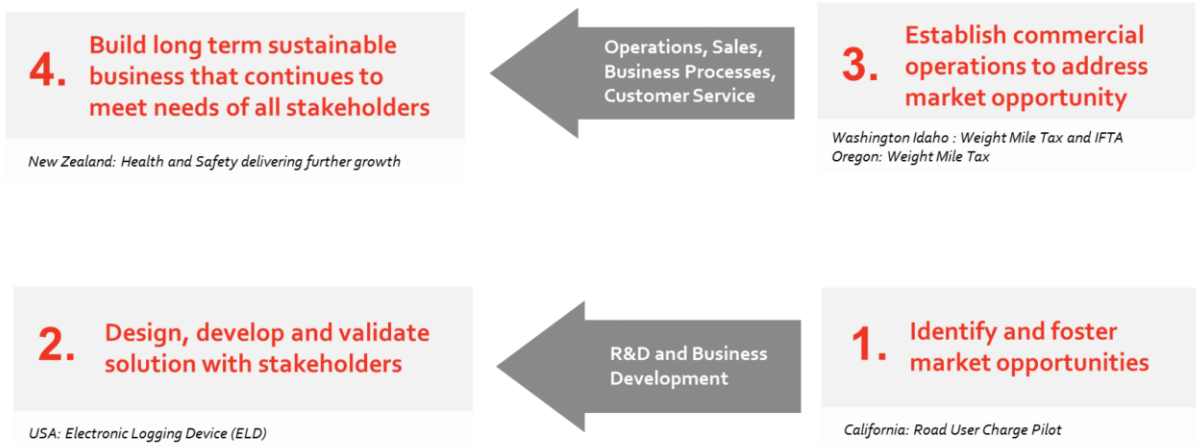 4.
Build long term sustainable
business that continues to
meet needs of all stakeholders
New Zealand: Health and Safety delivering further growth
Operations, Sales,
Business Processes,
Customer Service
3.
Establish commercial
operations to address
market opportunity
Washington Idaho : Weight Mile Tax and IFTA
Oregon: Weight Mile Tax
2.
Design, develop and validate
solution with stakeholders
USA: Electronic Logging Device (ELD)
R&D and Business
Development
1.
Identify and foster
market opportunities
California: Road User Charge Pilot